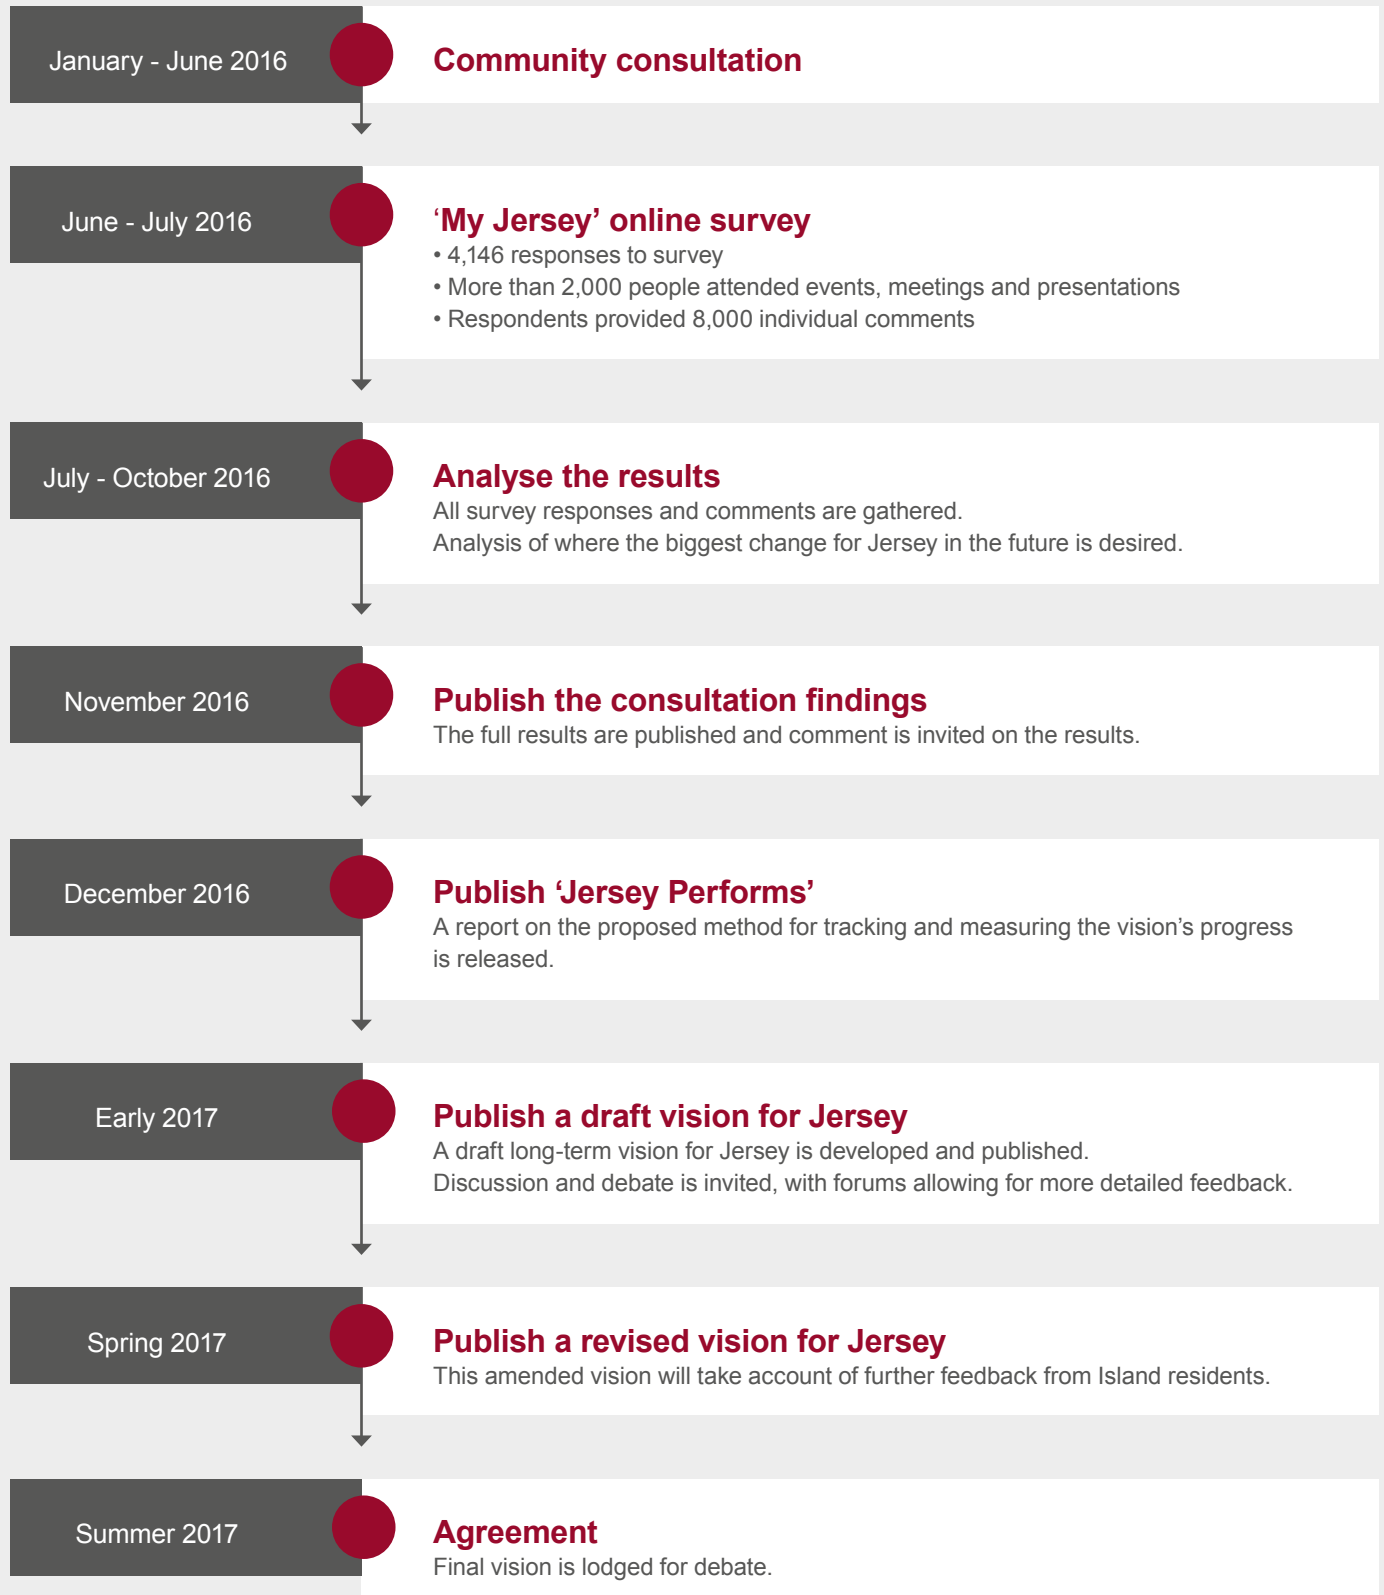 January - June 2016
Community consultation
June - July 2016
‘My Jersey’ online survey
• 4,146 responses to survey
• More than 2,000 people attended events, meetings and presentations
• Respondents provided 8,000 individual comments
July - October 2016
Analyse the results
All survey responses and comments are gathered.
Analysis of where the biggest change for Jersey in the future is desired.
November 2016
Publish the consultation findings
The full results are published and comment is invited on the results.
December 2016
Publish ‘Jersey Performs’
A report on the proposed method for tracking and measuring the vision’s progress
is released.
Early 2017
Publish a draft vision for Jersey
A draft long-term vision for Jersey is developed and published.
Discussion and debate is invited, with forums allowing for more detailed feedback.
Spring 2017
Publish a revised vision for Jersey
This amended vision will take account of further feedback from Island residents.
Summer 2017
Agreement
Final vision is lodged for debate.